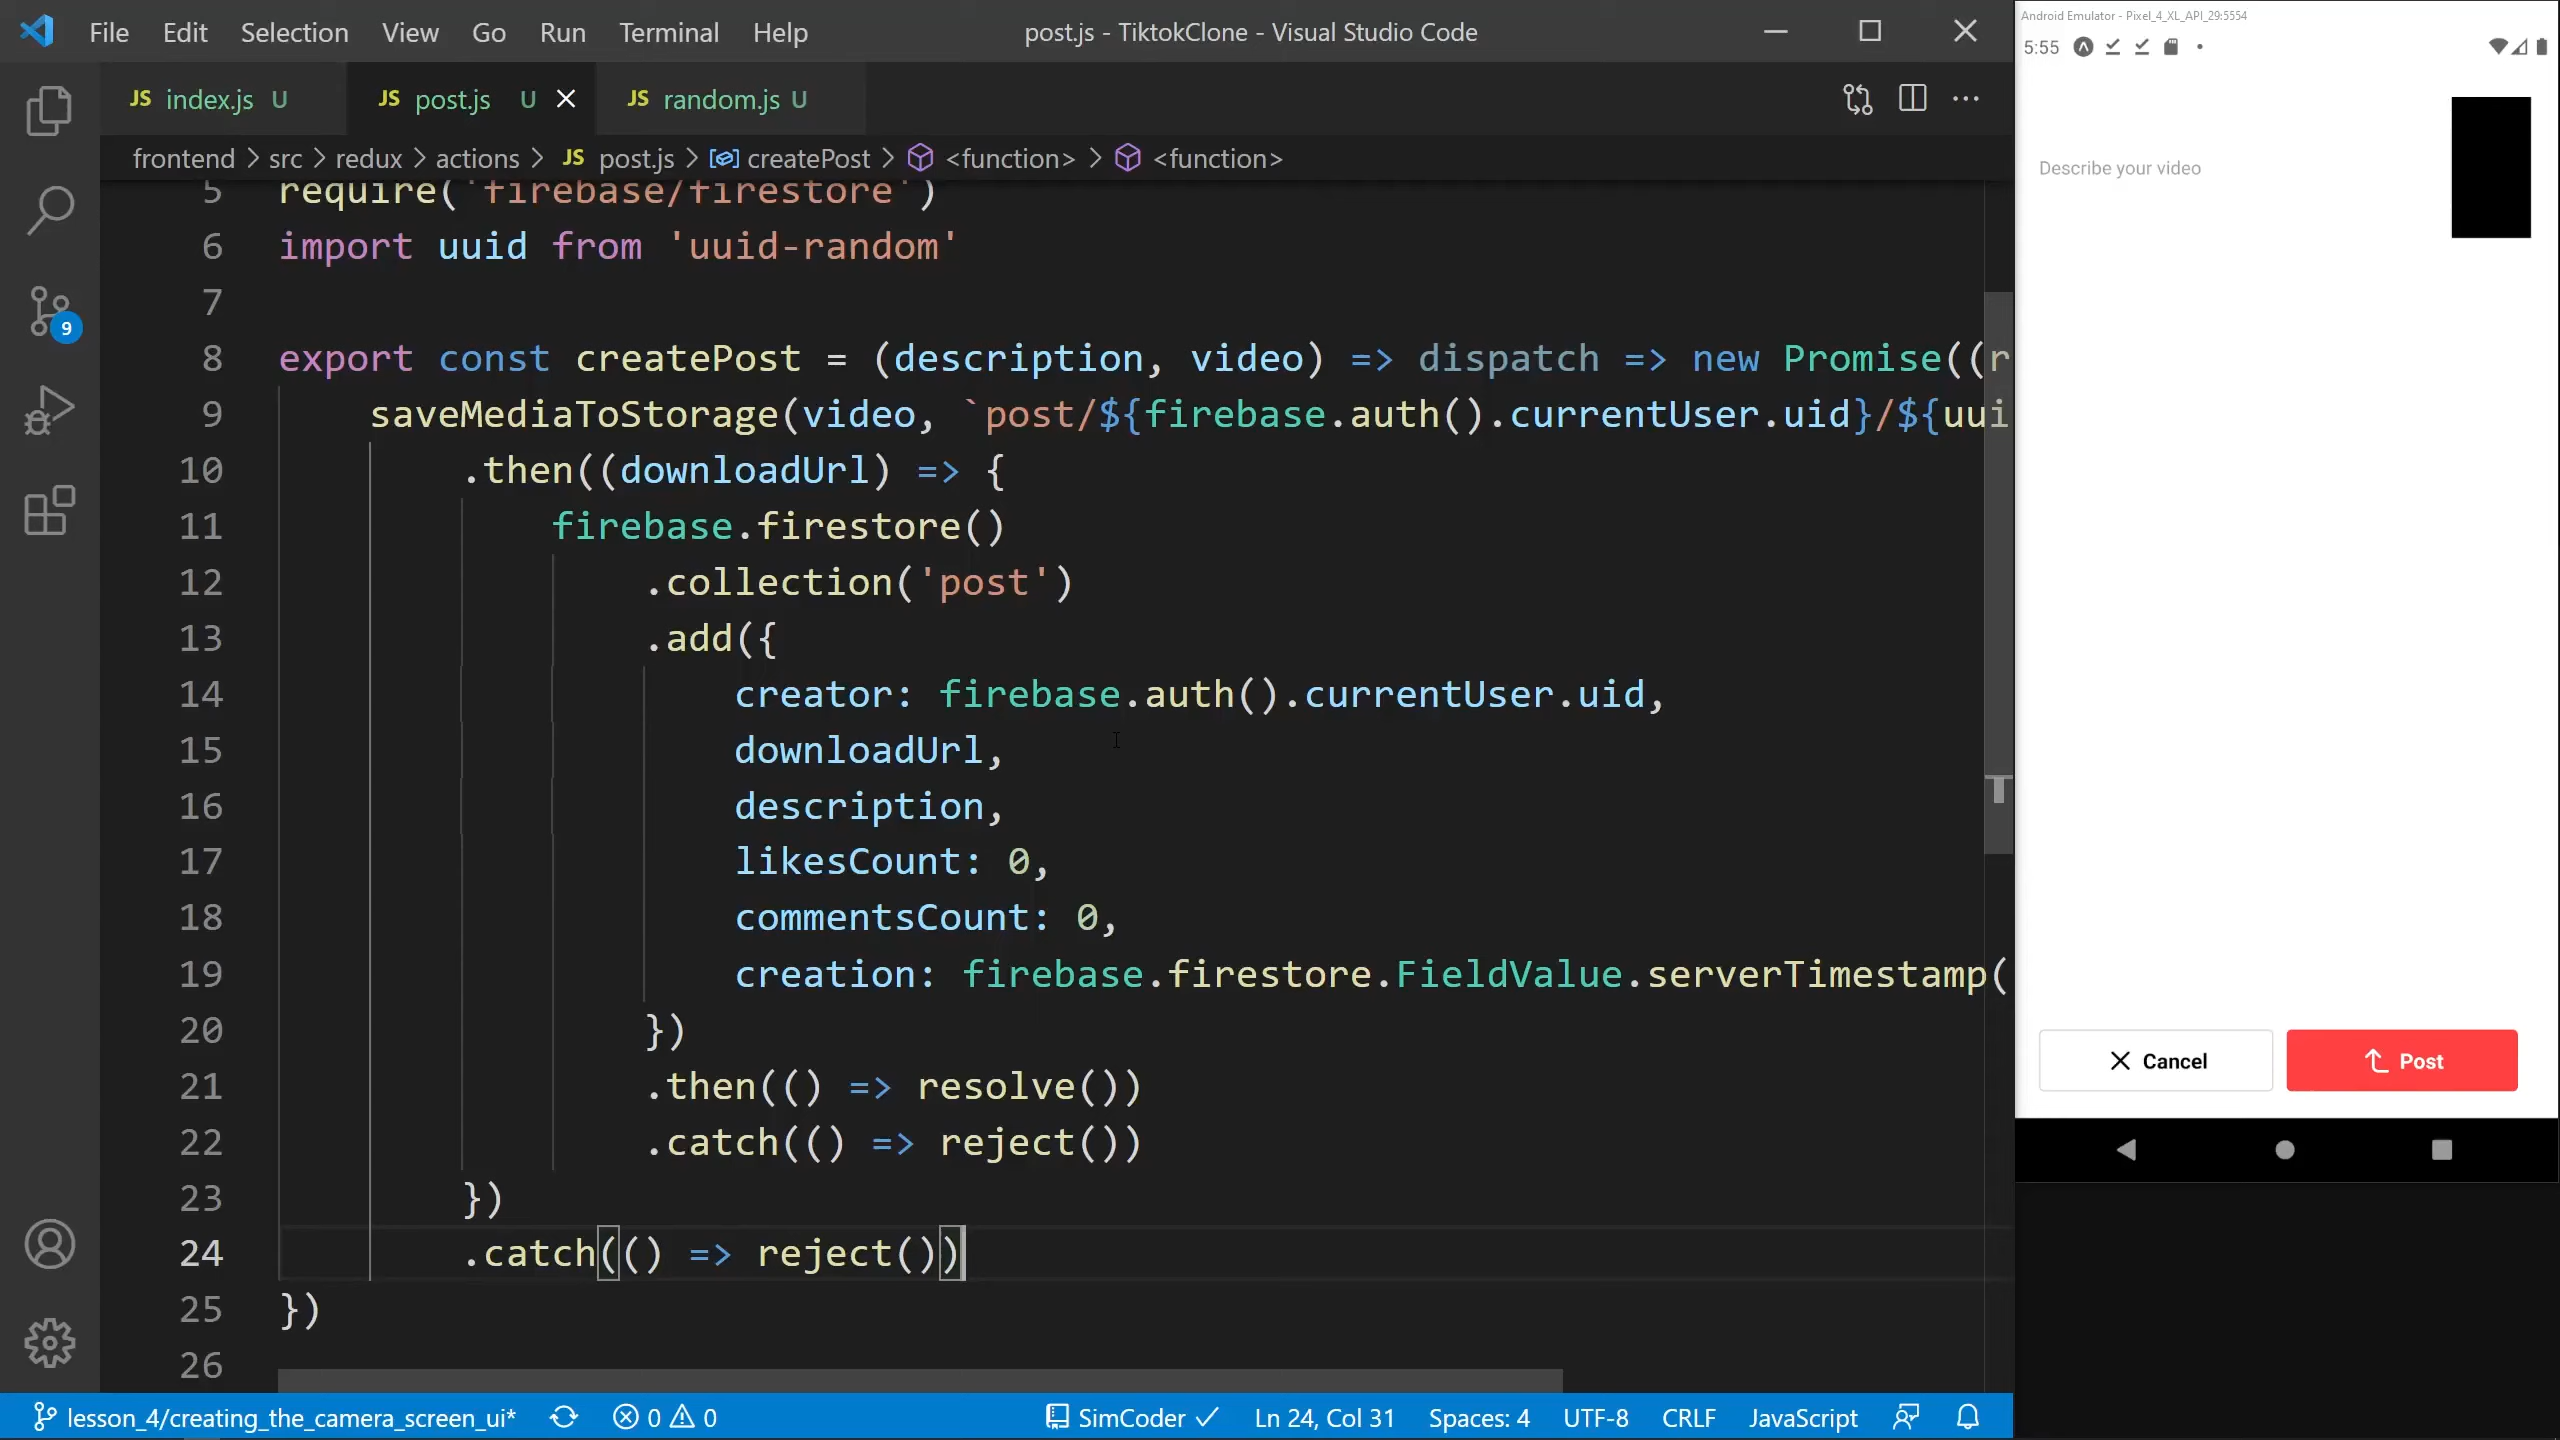 File Edit Selection View Go Run Terminal Help
post.js - TiktokClone - Visual Studio Code
JS index.js U
JS post.js U
JS random.js U
frontend > src > redux > actions > JS post.js > createPost > <function> > <function>
5 require('firebase/firestore')
6 import uuid from 'uuid-random'
7
8 export const createPost = (description, video) => dispatch => new Promise((r
9 saveMediaToStorage(video, `post/${firebase.auth().currentUser.uid}/${uui
10 .then((downloadUrl) => {
11 firebase.firestore()
12 .collection('post')
13 .add({
14 creator: firebase.auth().currentUser.uid,
15 downloadUrl,
16 description,
17 likesCount: 0,
18 commentsCount: 0,
19 creation: firebase.firestore.FieldValue.serverTimestamp(
20 })
21 .then(() => resolve())
22 .catch(() => reject())
23 })
24 .catch(() => reject())
25 })
26
9
lesson_4/creating_the_camera_screen_ui* 0 0
SimCoder Ln 24, Col 31 Spaces: 4 UTF-8 CRLF JavaScript
Android Emulator - Pixel_4_XL_API_29:5554
5:55
Describe your video
Cancel
Post